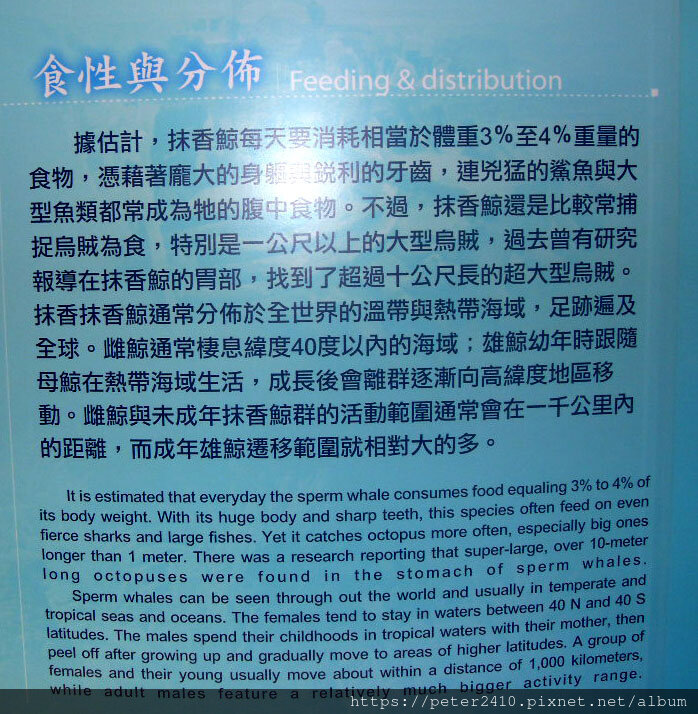 食性與分佈 Feeding & distribution
據估計，抹香鯨每天要消耗相當於體重3%至4%重量的
食物，憑藉著龐大的身軀與銳利的牙齒，連兇猛的鯊魚與大
型魚類都常成為牠的腹中食物。不過，抹香鯨還是比較常捕
捉烏賊為食，特別是一公尺以上的大型烏賊，過去曾有研究
報導在抹香鯨的胃部，找到了超過十公尺長的超大型烏賊。
抹香抹香鯨通常分佈於全世界的溫帶與熱帶海域，足跡遍及
全球。雌鯨通常棲息緯度40度以內的海域；雄鯨幼年時跟隨
母鯨在熱帶海域生活，成長後會離群逐漸向高緯度地區移
動。雌鯨與未成年抹香鯨群的活動範圍通常會在一千公里內
的距離，而成年雄鯨遷移範圍就相對大的多。
It is estimated that everyday the sperm whale consumes food equaling 3% to 4% of
its body weight. With its huge body and sharp teeth, this species often feed on even
fierce sharks and large fishes. Yet it catches octopus more often, especially big ones
longer than 1 meter. There was a research reporting that super-large, over 10-meter
long octopuses were found in the stomach of sperm whales.
Sperm whales can be seen through out the world and usually in temperate and
tropical seas and oceans. The females tend to stay in waters between 40 N and 40 S
latitudes. The males spend their childhoods in tropical waters with their mother, then
peel off after growing up and gradually move to areas of higher latitudes. A group of
females and their young usually move about within a distance of 1,000 kilometers,
while adult males feature a relatively much bigger activity range.
https://peter2410.pixnet.net/album